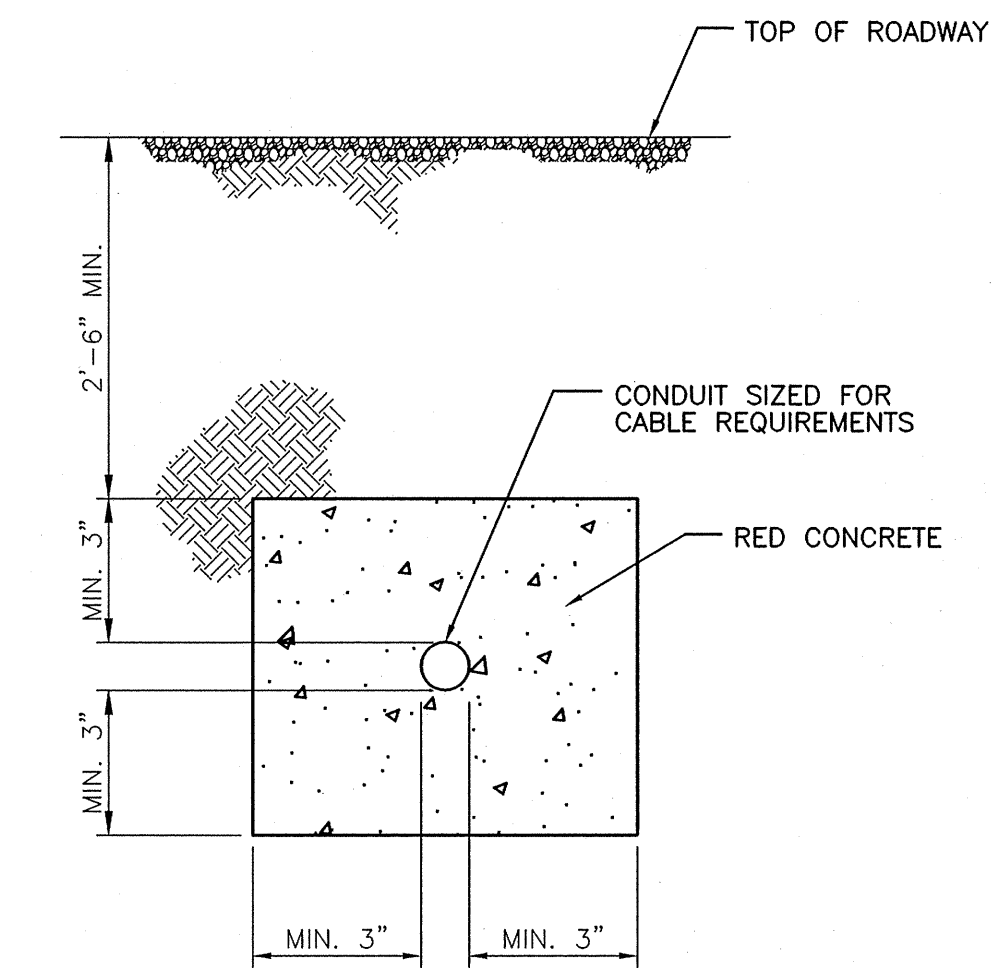 TOP OF ROADWAY
2'-6" MIN.
CONDUIT SIZED FOR
CABLE REQUIREMENTS
MIN. 3"
RED CONCRETE
MIN. 3"
MIN. 3"
MIN. 3"